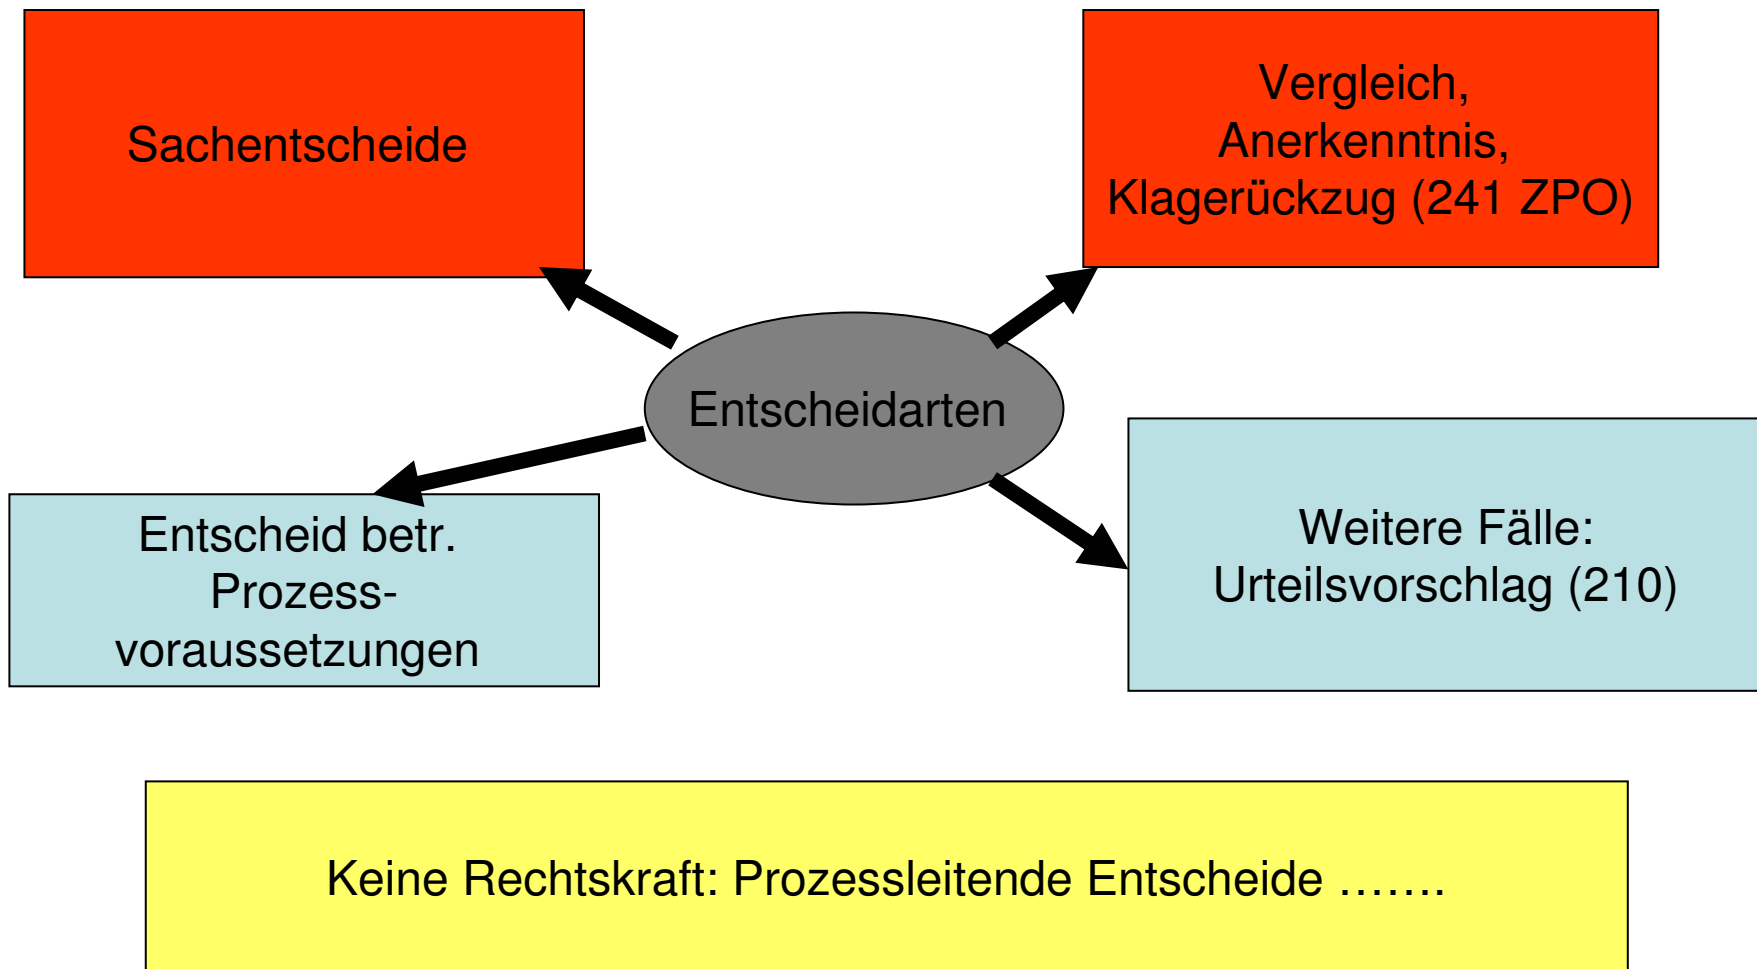 Sachentscheide
Vergleich,
Anerkenntnis,
Klagerückzug (241 ZPO)
Entscheidarten
Entscheid betr.
Prozess-
voraussetzungen
Weitere Fälle:
Urteilsvorschlag (210)
Keine Rechtskraft: Prozessleitende Entscheide …….